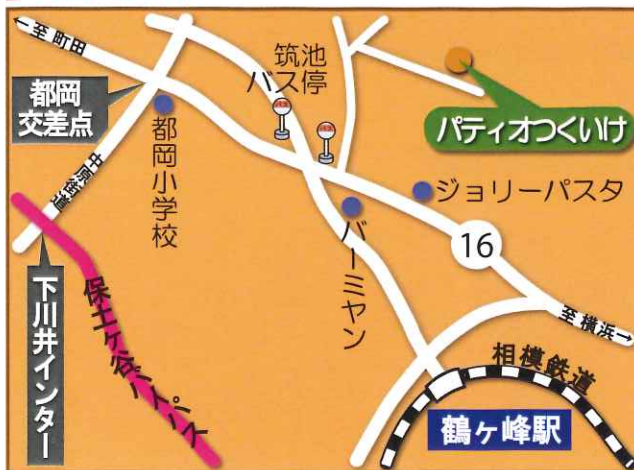 ←至町田
筑池
バス停
都岡
交差点
パティオつくいけ
都岡小学校
中原街道
ジョリーパスタ
バーミヤン
16
下川井インター
保土ヶ谷バイパス
至横浜→
相模鉄道
鶴ヶ峰駅